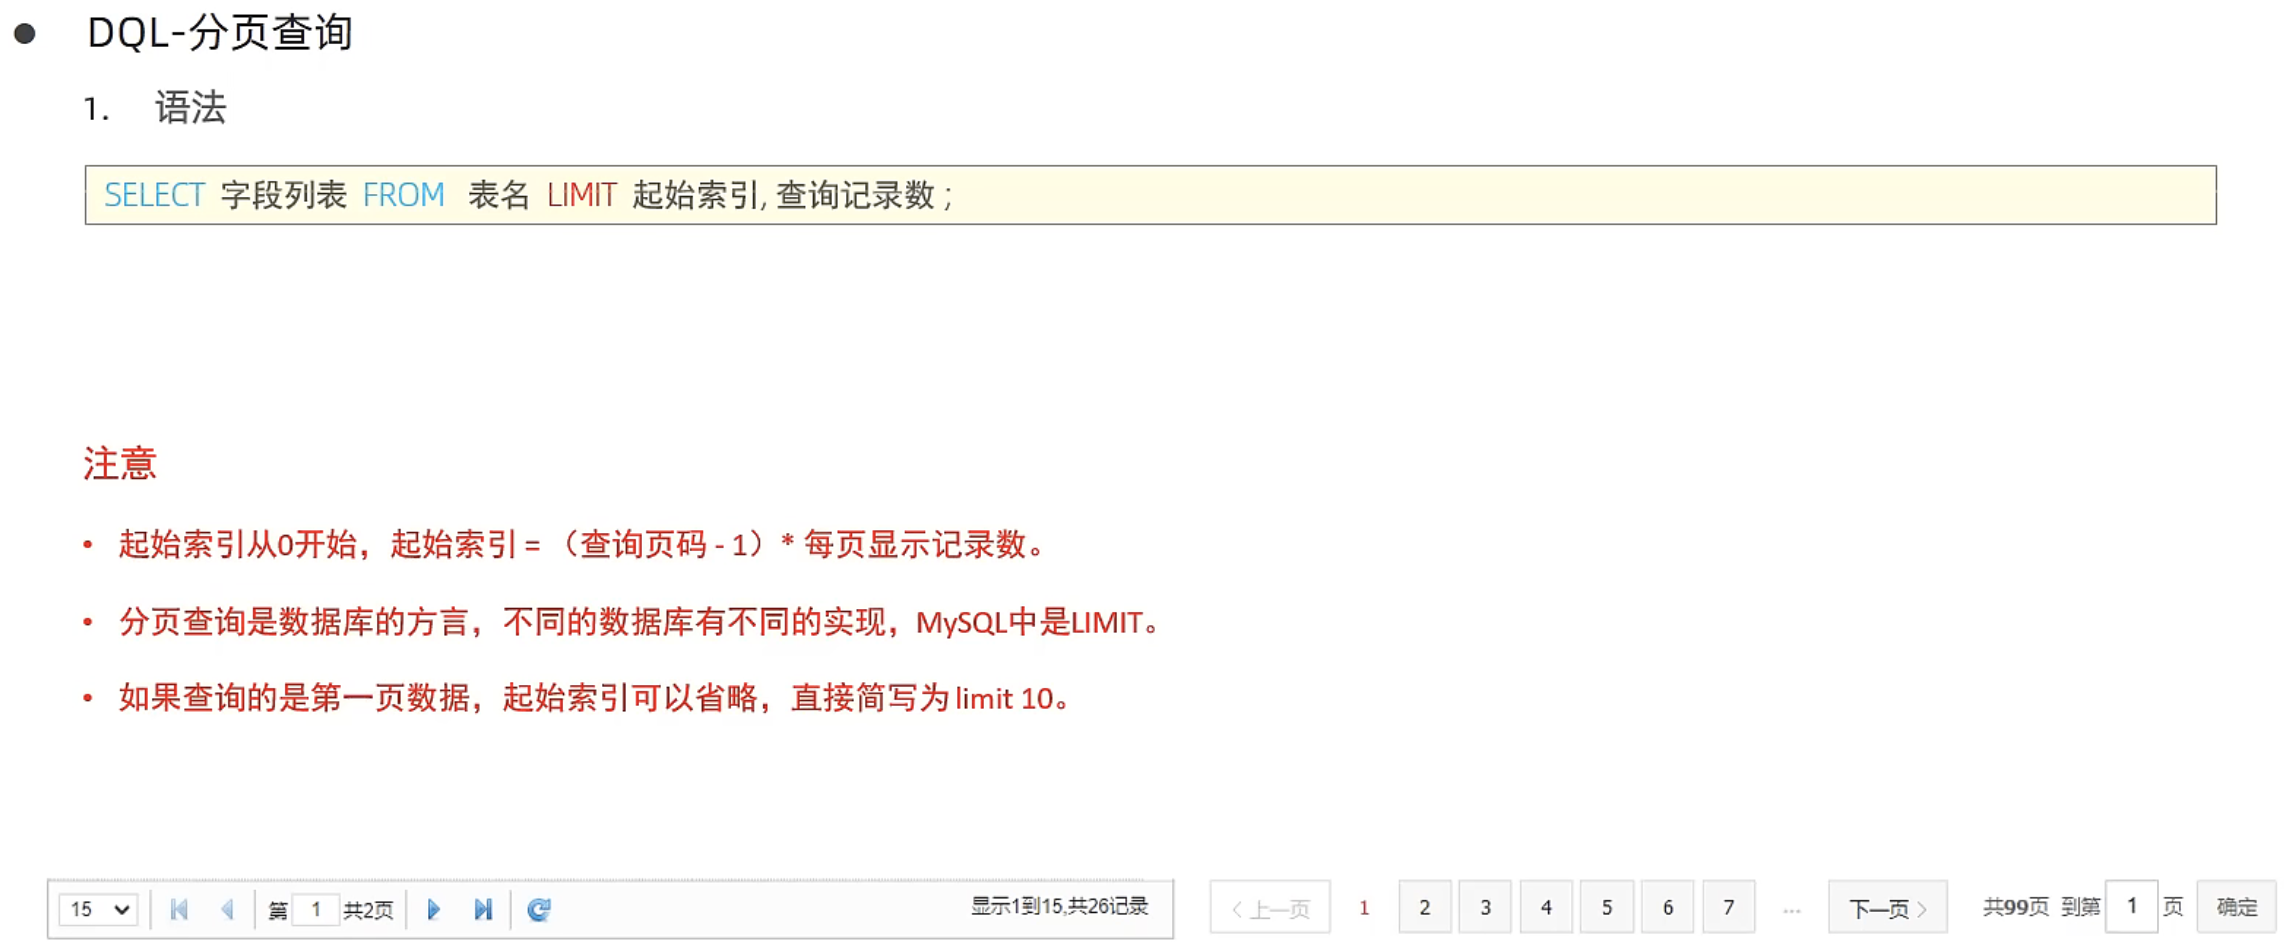 ● DQL-分页查询
1. 语法
SELECT 字段列表 FROM 表名 LIMIT 起始索引, 查询记录数 ;
注意
• 起始索引从0开始，起始索引 = （查询页码 - 1）* 每页显示记录数。
• 分页查询是数据库的方言，不同的数据库有不同的实现，MySQL中是LIMIT。
• 如果查询的是第一页数据，起始索引可以省略，直接简写为 limit 10。
15 第 1 共2页 显示1到15,共26记录
< 上一页 1 2 3 4 5 6 7 ... 下一页 > 共99页 到第 1 页 确定